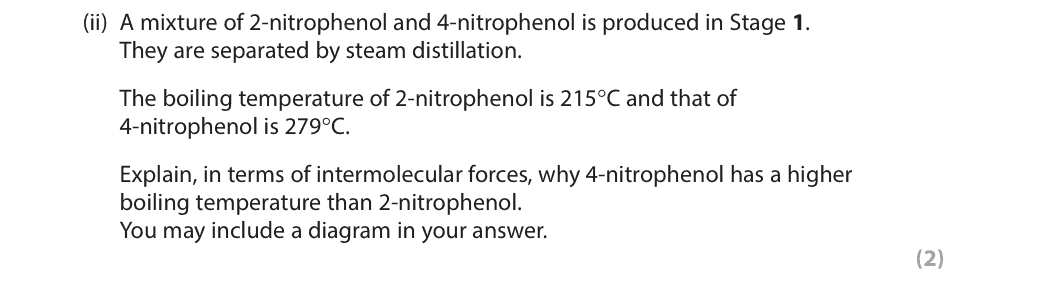 (ii) A mixture of 2-nitrophenol and 4-nitrophenol is produced in Stage 1.
They are separated by steam distillation.
The boiling temperature of 2-nitrophenol is 215°C and that of
4-nitrophenol is 279°C.
Explain, in terms of intermolecular forces, why 4-nitrophenol has a higher
boiling temperature than 2-nitrophenol.
You may include a diagram in your answer.
(2)